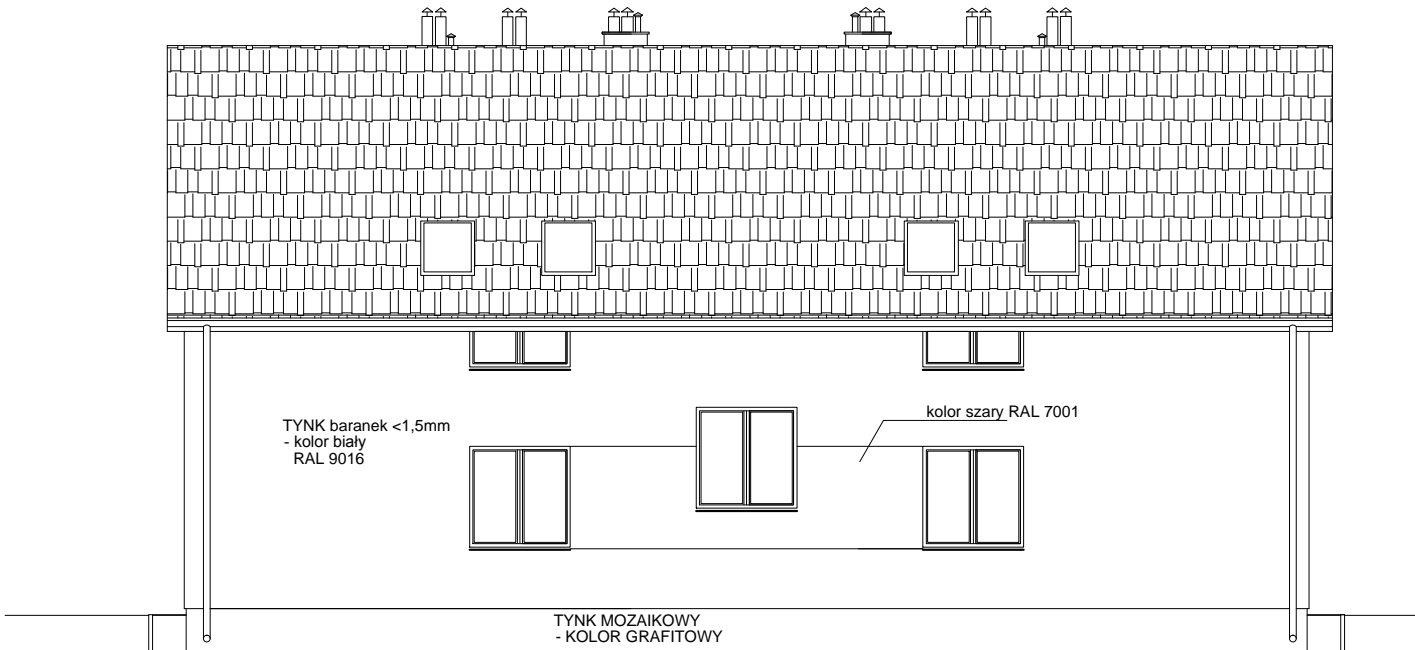 TYNK baranek <1,5mm
- kolor biały
RAL 9016
kolor szary RAL 7001
TYNK MOZAIKOWY
- KOLOR GRAFITOWY